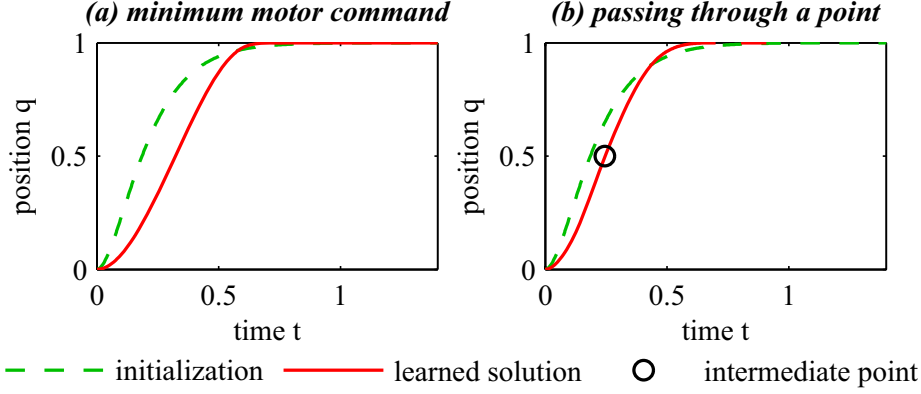 (a) minimum motor command
(b) passing through a point
1
0.5
0
position q
0
0.5
1
time t
1
0.5
0
position q
0
0.5
1
time t
initialization
learned solution
intermediate point